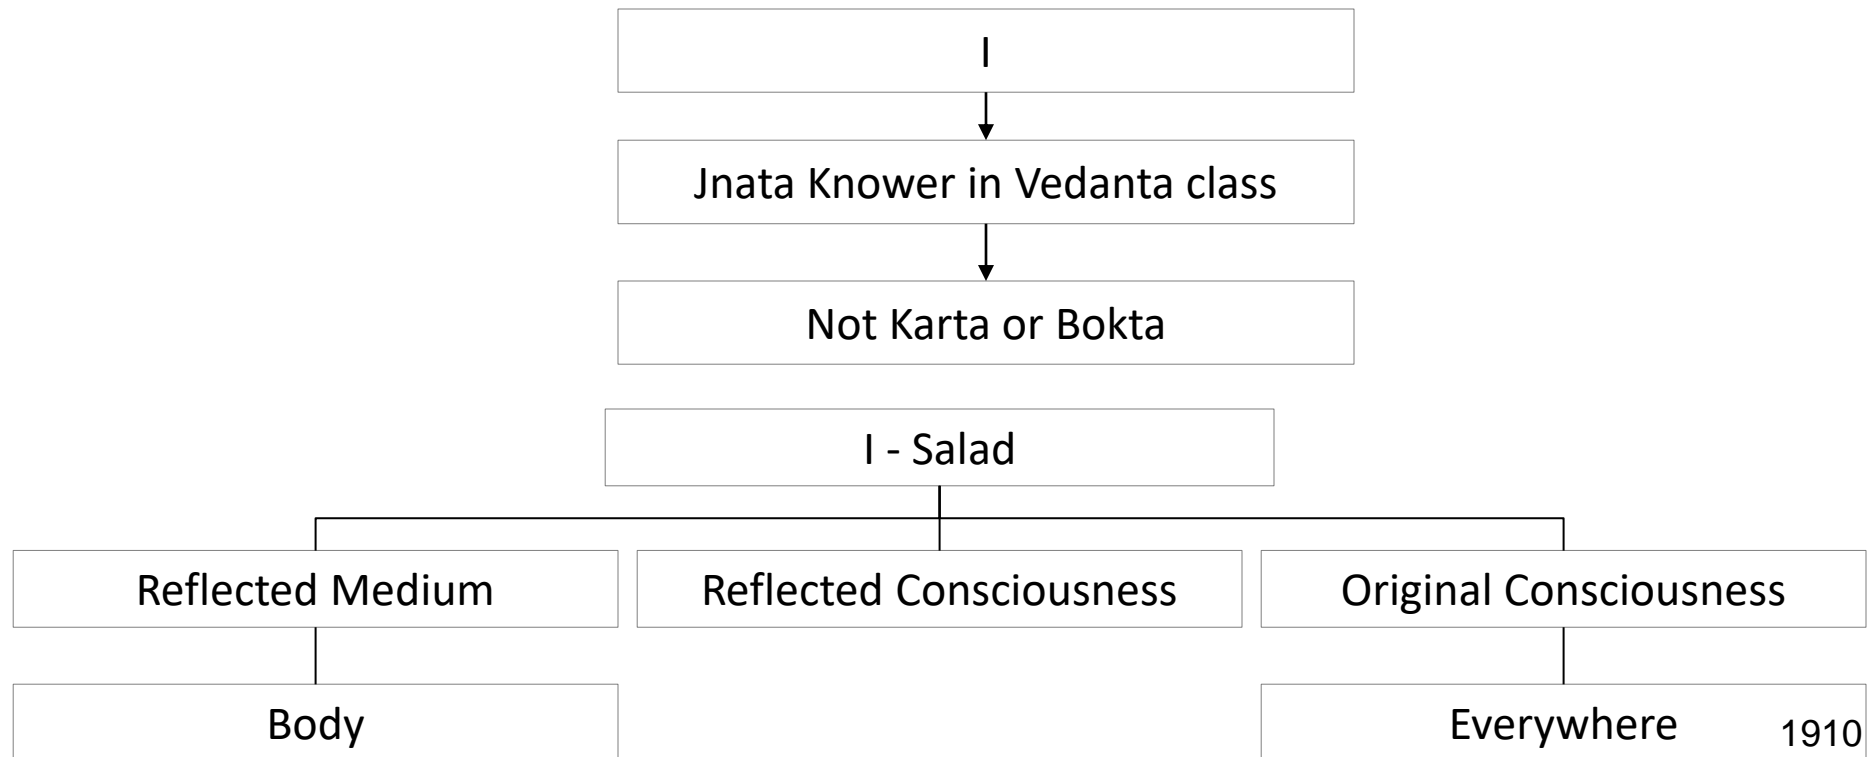 I
Jnata Knower in Vedanta class
Not Karta or Bokta
I - Salad
Reflected Medium
Reflected Consciousness
Original Consciousness
Body
Everywhere
1910